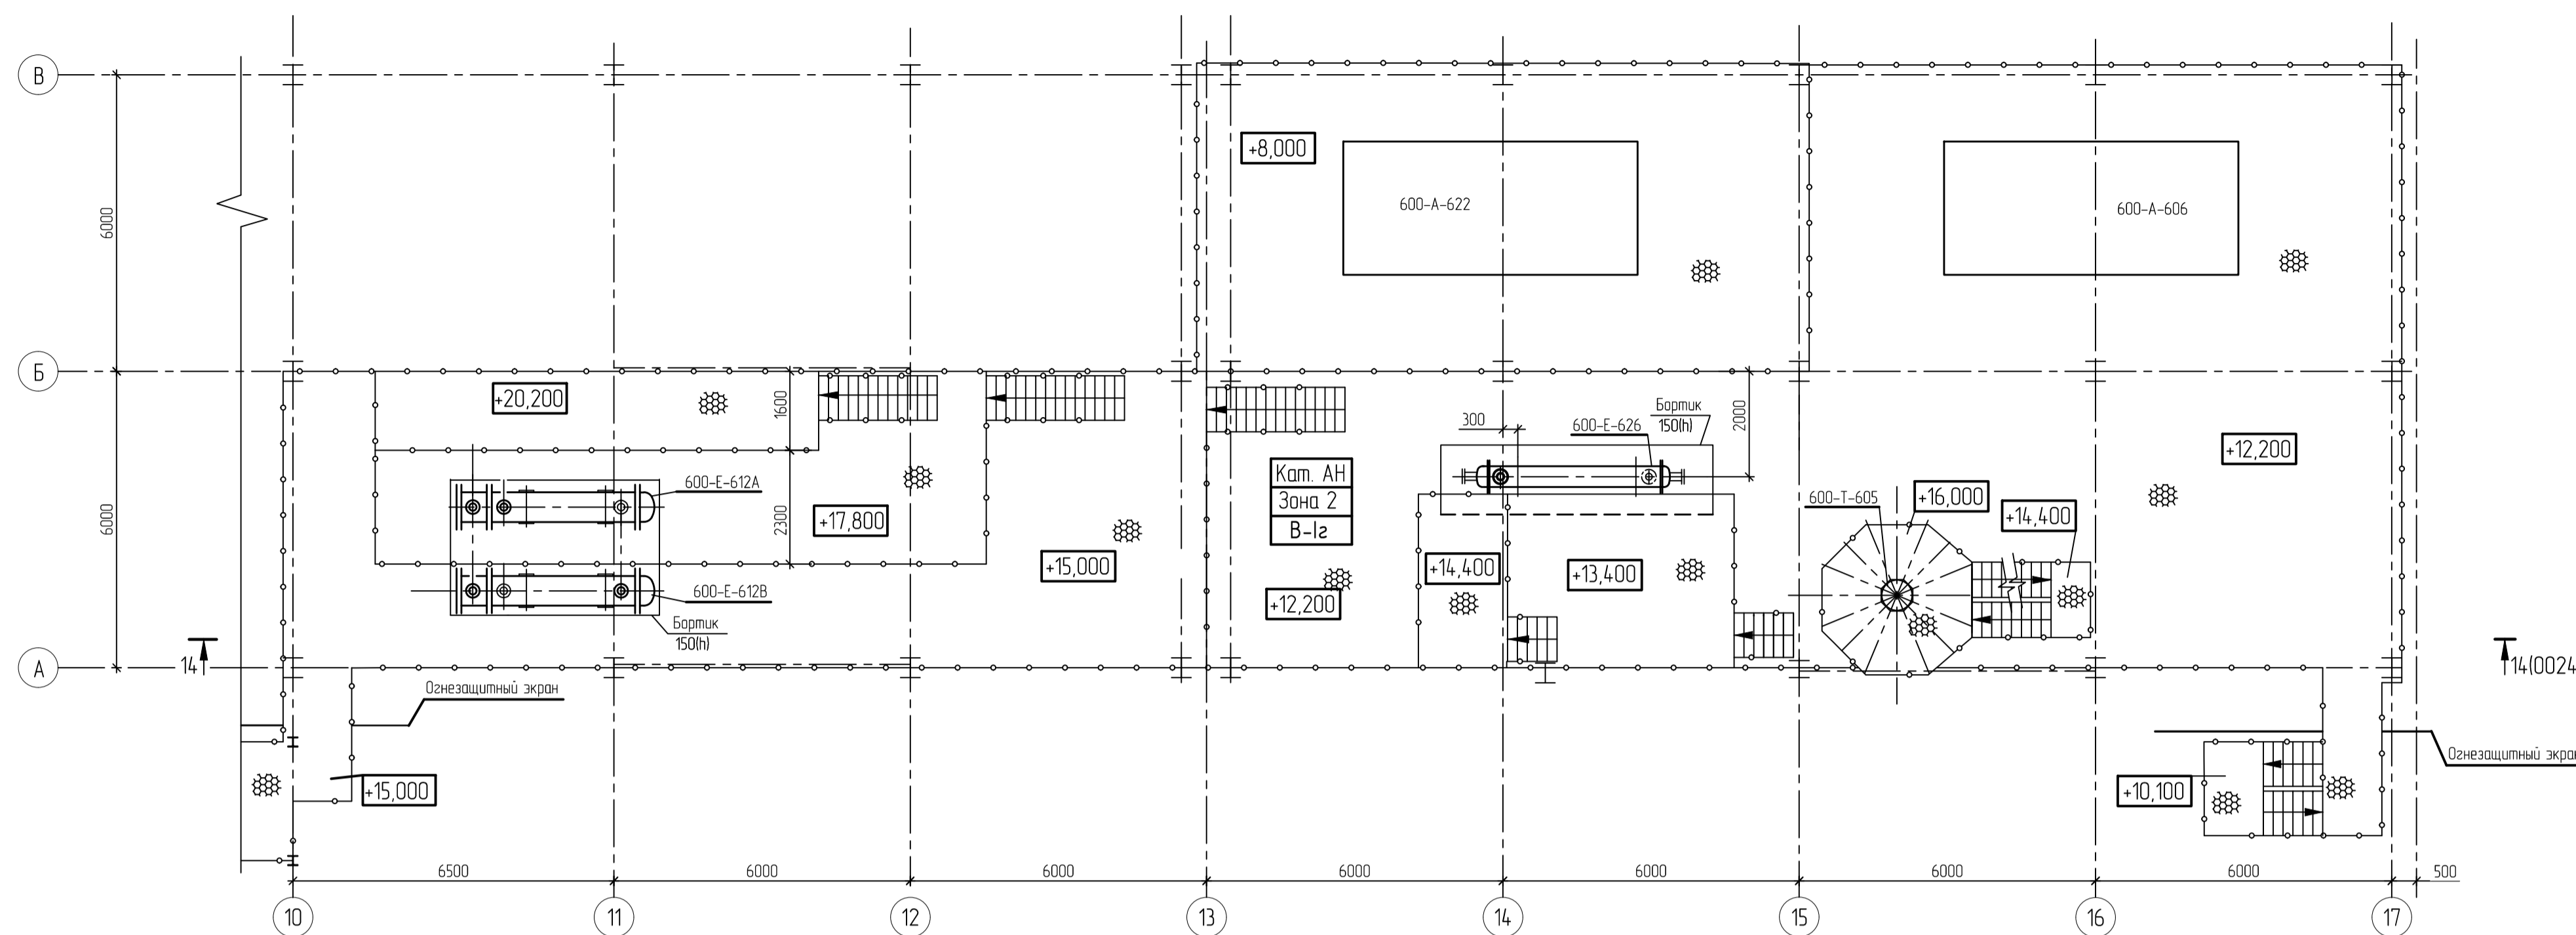 В
+8,000
6000
600-А-622
600-А-606
Б
+20,200
1600
300
600-Е-626
Бортик
150(h)
2000
+12,200
Кат. АН
Зона 2
В-Iг
600-Е-612А
+17,800
2300
600-Т-605
+16,000
+14,400
6000
+15,000
+14,400
+13,400
600-Е-612В
+12,200
Бортик
150(h)
А
14
14(0024
Огнезащитный экран
Огнезащитный экран
+15,000
+10,100
6500
6000
6000
6000
6000
6000
6000
500
10
11
12
13
14
15
16
17